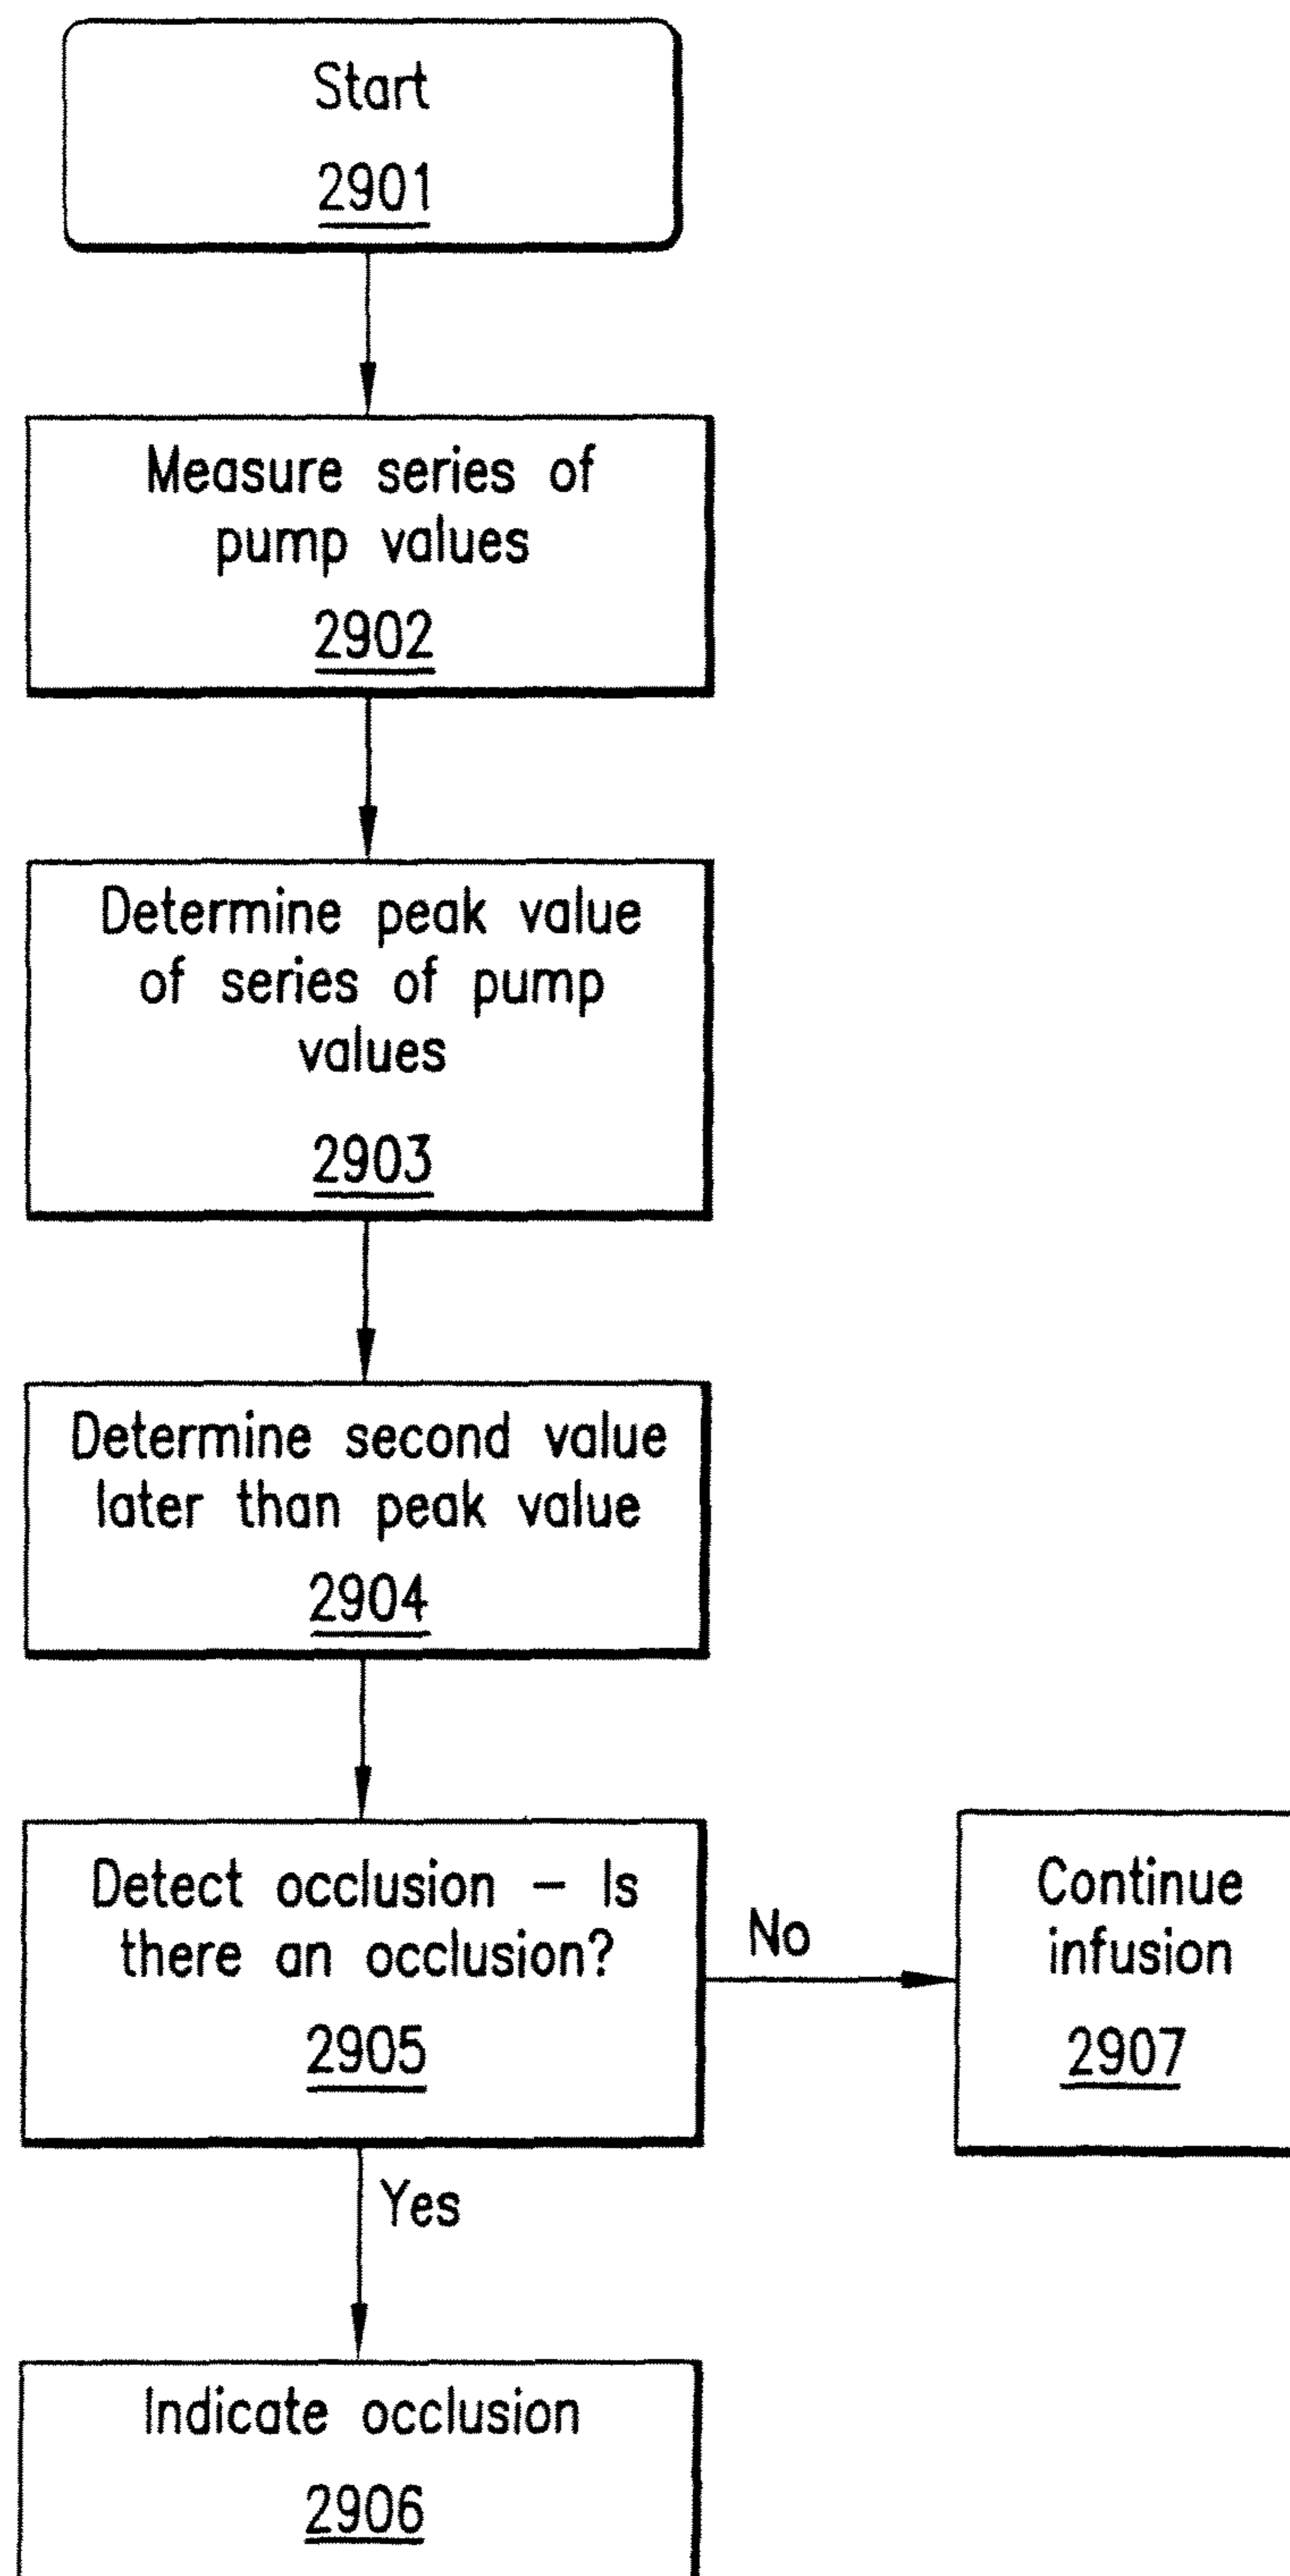 Start
2901
Measure series of
pump values
2902
Determine peak value
of series of pump
values
2903
Determine second value
later than peak value
2904
Detect occlusion – Is
there an occlusion?
2905
No
Continue
infusion
2907
Yes
Indicate occlusion
2906